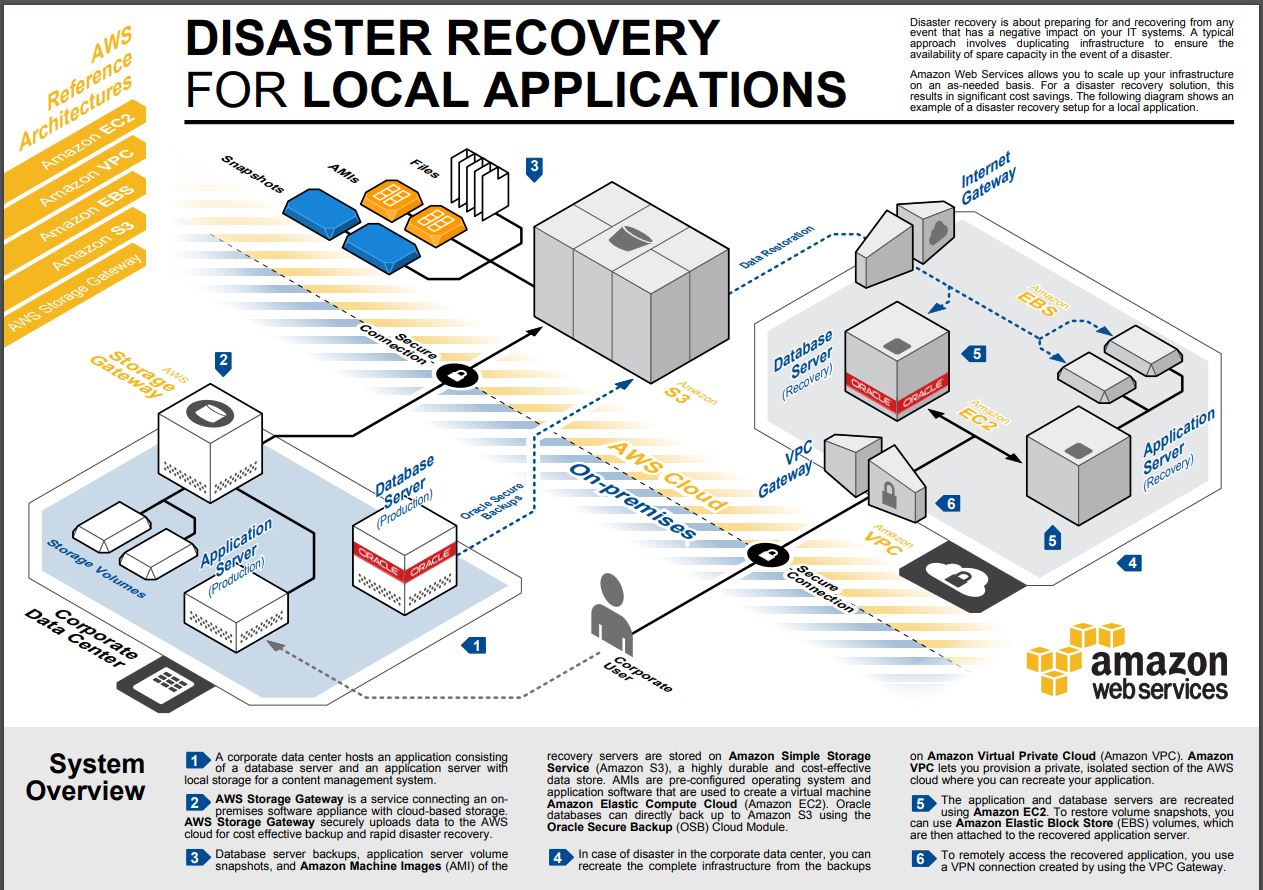 AWS
Reference
Architectures
Amazon EC2
Amazon VPC
Amazon EBS
Amazon S3
AWS Storage Gateway
DISASTER RECOVERY
FOR LOCAL APPLICATIONS
Disaster recovery is about preparing for and recovering from any
event that has a negative impact on your IT systems. A typical
approach involves duplicating infrastructure to ensure the
availability of spare capacity in the event of a disaster.
Amazon Web Services allows you to scale up your infrastructure
on an as-needed basis. For a disaster recovery solution, this
results in significant cost savings. The following diagram shows an
example of a disaster recovery setup for a local application.
Snapshots
AMIs
Files
3
Internet
Gateway
Data Restoration
Amazon
EBS
Secure
Connection
2
AWS
Storage
Gateway
Database
Server
(Recovery)
ORACLE
ORACLE
5
Amazon
S3
Amazon
EC2
Application
Server
(Recovery)
VPC
Gateway
6
5
4
Amazon
VPC
AWS Cloud
On-premises
Database
Server
(Production)
ORACLE
ORACLE
Oracle Secure
Backups
Storage Volumes
Application
Server
(Production)
Secure
Connection
Corporate
Data Center
1
Corporate
User
amazon
web services
System
Overview
1 A corporate data center hosts an application consisting
of a database server and an application server with
local storage for a content management system.
2 AWS Storage Gateway is a service connecting an on-
premises software appliance with cloud-based storage.
AWS Storage Gateway securely uploads data to the AWS
cloud for cost effective backup and rapid disaster recovery.
3 Database server backups, application server volume
snapshots, and Amazon Machine Images (AMI) of the
recovery servers are stored on Amazon Simple Storage
Service (Amazon S3), a highly durable and cost-effective
data store. AMIs are pre-configured operating system and
application software that are used to create a virtual machine
Amazon Elastic Compute Cloud (Amazon EC2). Oracle
databases can directly back up to Amazon S3 using the
Oracle Secure Backup (OSB) Cloud Module.
4 In case of disaster in the corporate data center, you can
recreate the complete infrastructure from the backups
on Amazon Virtual Private Cloud (Amazon VPC). Amazon
VPC lets you provision a private, isolated section of the AWS
cloud where you can recreate your application.
5 The application and database servers are recreated
using Amazon EC2. To restore volume snapshots, you
can use Amazon Elastic Block Store (EBS) volumes, which
are then attached to the recovered application server.
6 To remotely access the recovered application, you use
a VPN connection created by using the VPC Gateway.